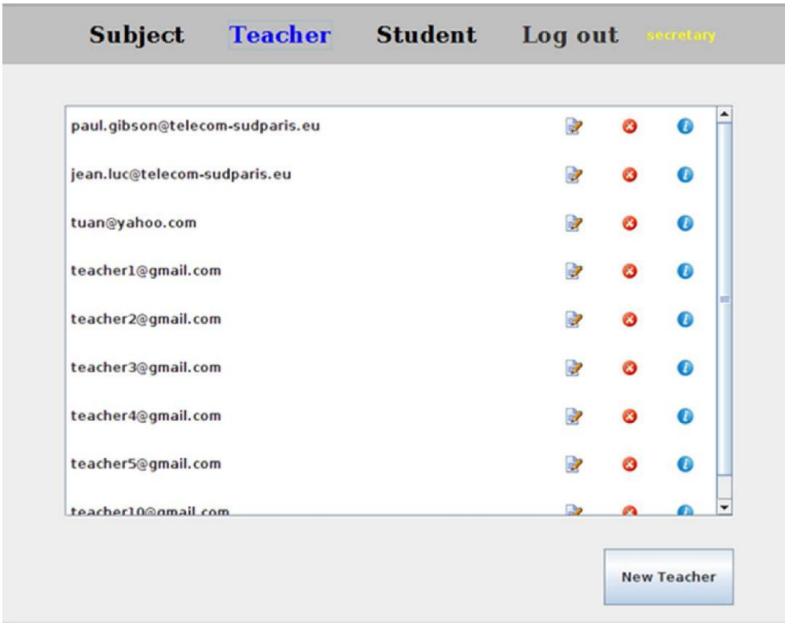 Subject Teacher Student Log out secretary
paul.gibson@telecom-sudparis.eu
jean.luc@telecom-sudparis.eu
tuan@yahoo.com
teacher1@gmail.com
teacher2@gmail.com
teacher3@gmail.com
teacher4@gmail.com
teacher5@gmail.com
teacher10@gmail.com
New Teacher